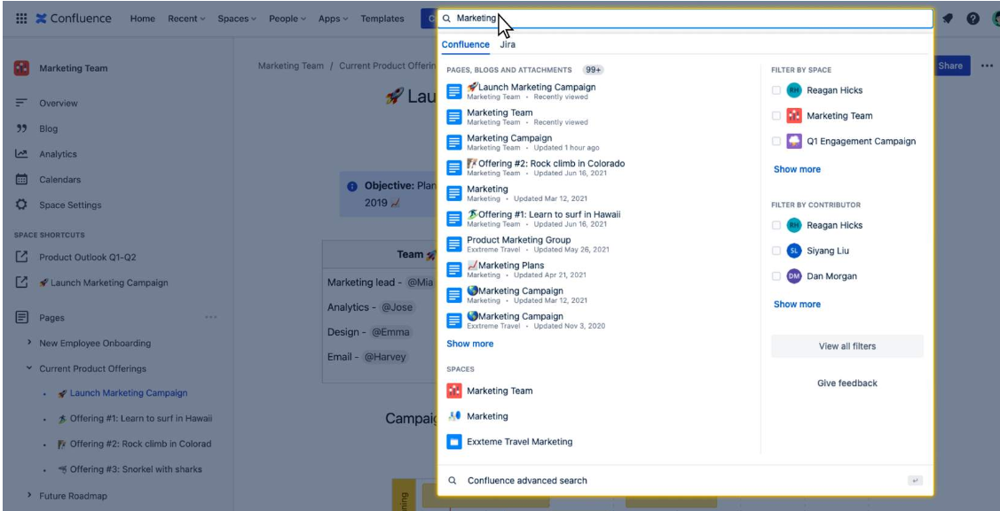 Confluence Home Recent Spaces People Apps Templates
Marketing
Share
Confluence Jira
Marketing Team
Overview
Blog
Analytics
Calendars
Space Settings
SPACE SHORTCUTS
Product Outlook Q1-Q2
Launch Marketing Campaign
Pages
New Employee Onboarding
Current Product Offerings
Launch Marketing Campaign
Offering #1: Learn to surf in Hawaii
Offering #2: Rock climb in Colorad
Offering #3: Snorkel with sharks
Future Roadmap
Marketing Team / Current Product Offerin
Lau
Objective: Plan
2019
Team
Marketing lead - @Mia
Analytics - @Jose
Design - @Emma
Email - @Harvey
Campaig
PAGES, BLOGS AND ATTACHMENTS 99+
Launch Marketing Campaign
Marketing Team • Recently viewed
Marketing Team
Marketing Team • Recently viewed
Marketing Campaign
Marketing Team • Updated 1 hour ago
Offering #2: Rock climb in Colorado
Marketing Team • Updated Jun 16, 2021
Marketing
Marketing • Updated Mar 12, 2021
Offering #1: Learn to surf in Hawaii
Marketing Team • Updated Jun 16, 2021
Product Marketing Group
Exxtreme Travel • Updated May 26, 2021
Marketing Plans
Marketing • Updated Apr 21, 2021
Marketing Campaign
Marketing • Updated Mar 12, 2021
Marketing Campaign
Exxtreme Travel • Updated Nov 3, 2020
Show more
SPACES
Marketing Team
Marketing
Exxteme Travel Marketing
Confluence advanced search
FILTER BY SPACE
RH Reagan Hicks
Marketing Team
Q1 Engagement Campaign
Show more
FILTER BY CONTRIBUTOR
RH Reagan Hicks
SL Siyang Liu
DM Dan Morgan
Show more
View all filters
Give feedback